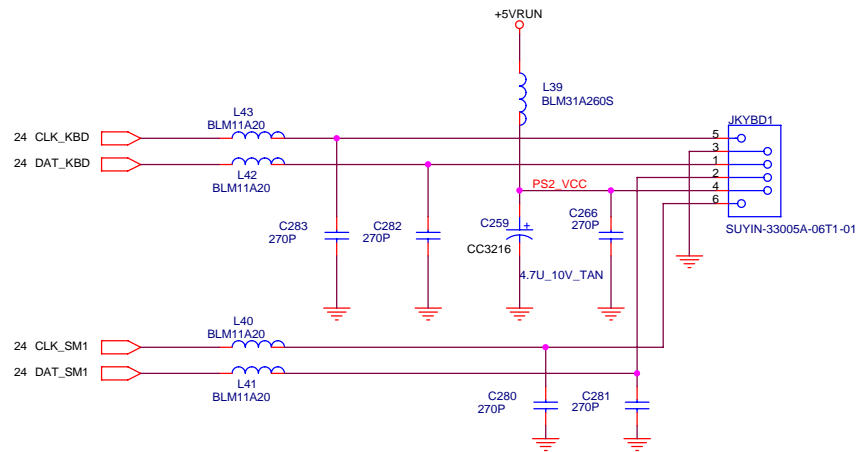 +5VRUN
L39
BLM31A260S
L43
BLM11A20
JKYBD1
24 CLK_KBD
5
3
24 DAT_KBD
1
L42
BLM11A20
2
PS2_VCC
4
6
C283
270P
C282
270P
C259
+
CC3216
C266
270P
SUYIN-33005A-06T1-01
4.7U_10V_TAN
L40
BLM11A20
24 CLK_SM1
24 DAT_SM1
L41
BLM11A20
C280
270P
C281
270P